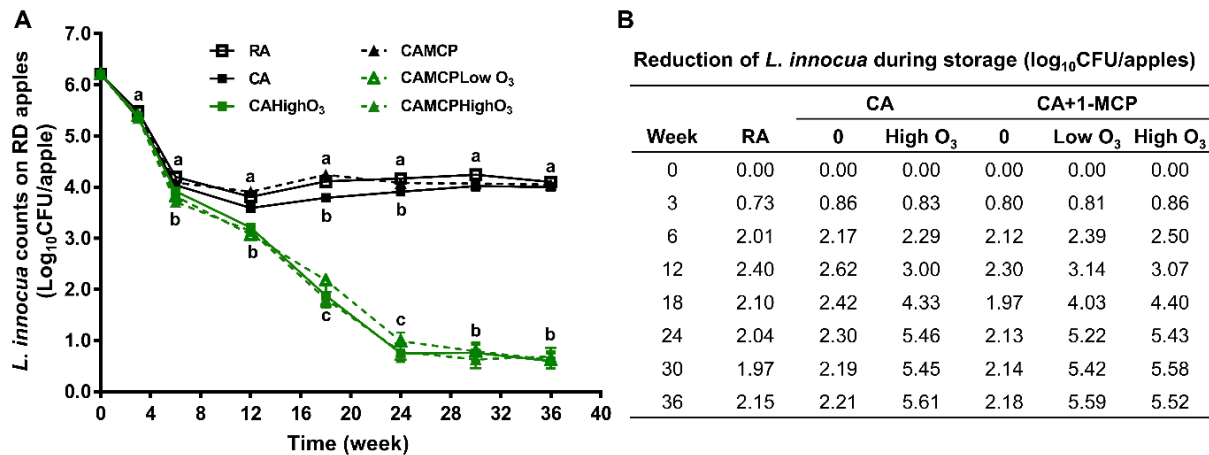 A
L. innocua counts on RD apples
(Log₁₀CFU/apple)
7.0
6.0
5.0
4.0
3.0
2.0
1.0
0.0
RA
CA
CAHighO₃
CAMCP
CAMCPLow O₃
CAMCPHighO₃
a
a
a
a
a
a
a
b
b
b
b
c
c
b
b
0 4 8 12 16 20 24 28 32 36 40
Time (week)
B
Reduction of L. innocua during storage (log₁₀CFU/apples)
CA CA+1-MCP
Week RA 0 High O₃ 0 Low O₃ High O₃
0 0.00 0.00 0.00 0.00 0.00 0.00
3 0.73 0.86 0.83 0.80 0.81 0.86
6 2.01 2.17 2.29 2.12 2.39 2.50
12 2.40 2.62 3.00 2.30 3.14 3.07
18 2.10 2.42 4.33 1.97 4.03 4.40
24 2.04 2.30 5.46 2.13 5.22 5.43
30 1.97 2.19 5.45 2.14 5.42 5.58
36 2.15 2.21 5.61 2.18 5.59 5.52